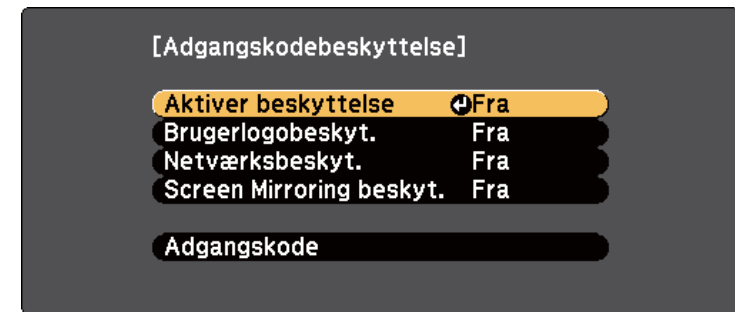 [Adgangskodebeskyttelse]
Aktiver beskyttelse Fra
Brugerlogobeskyt. Fra
Netværksbeskyt. Fra
Screen Mirroring beskyt. Fra
Adgangskode